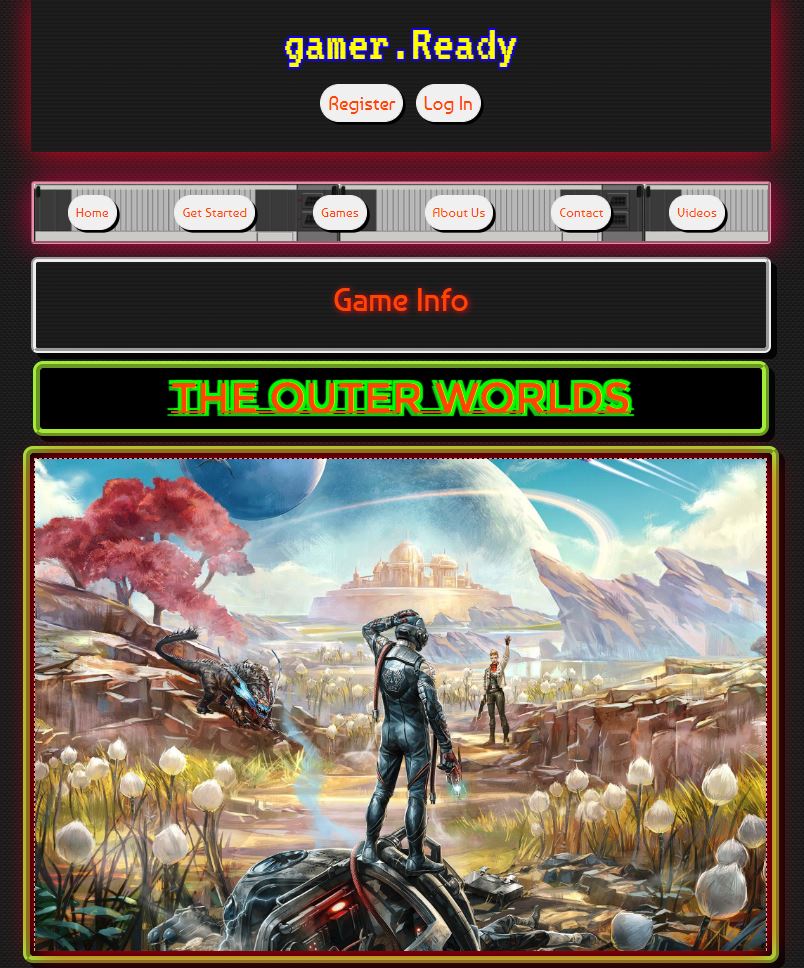 gamer.Ready
Register Log In
Home Get Started Games About Us Contact Videos
Game Info
THE OUTER WORLDS